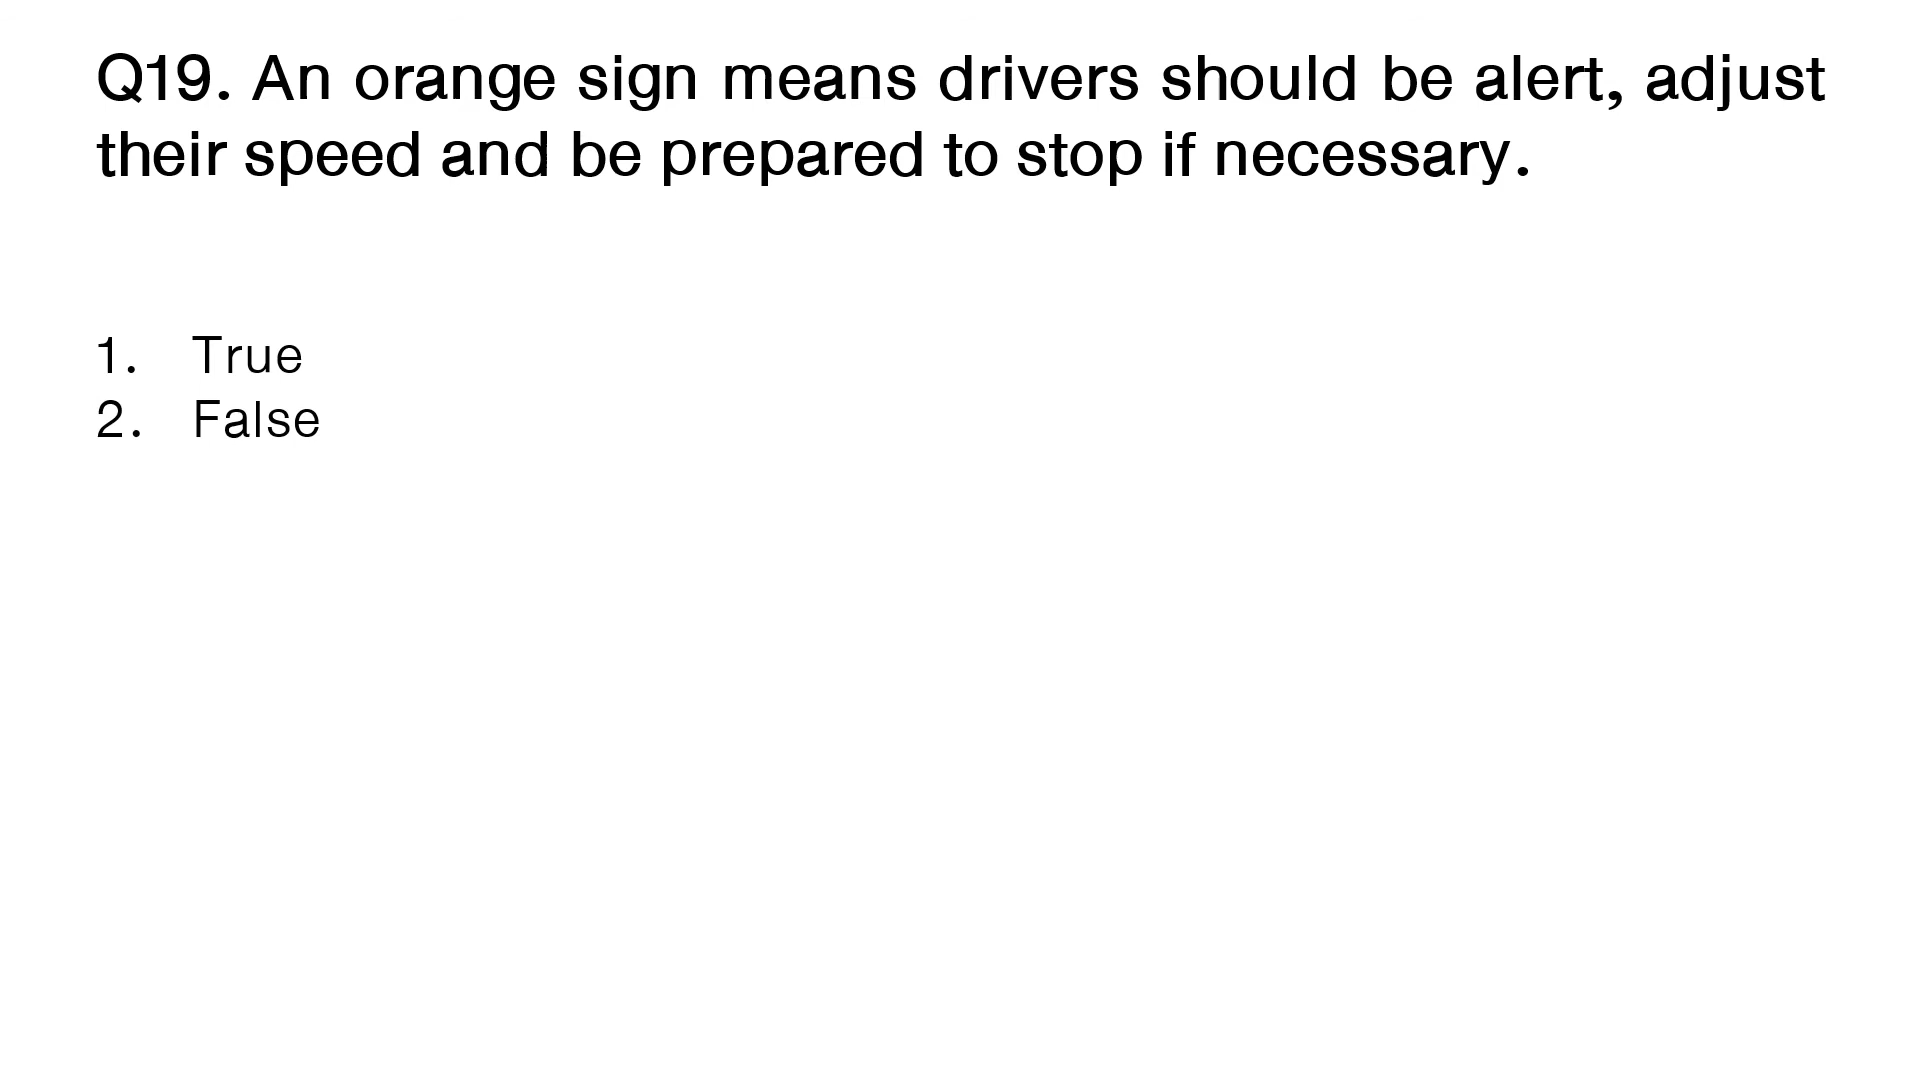 Q19. An orange sign means drivers should be alert, adjust
their speed and be prepared to stop if necessary.
1. True
2. False